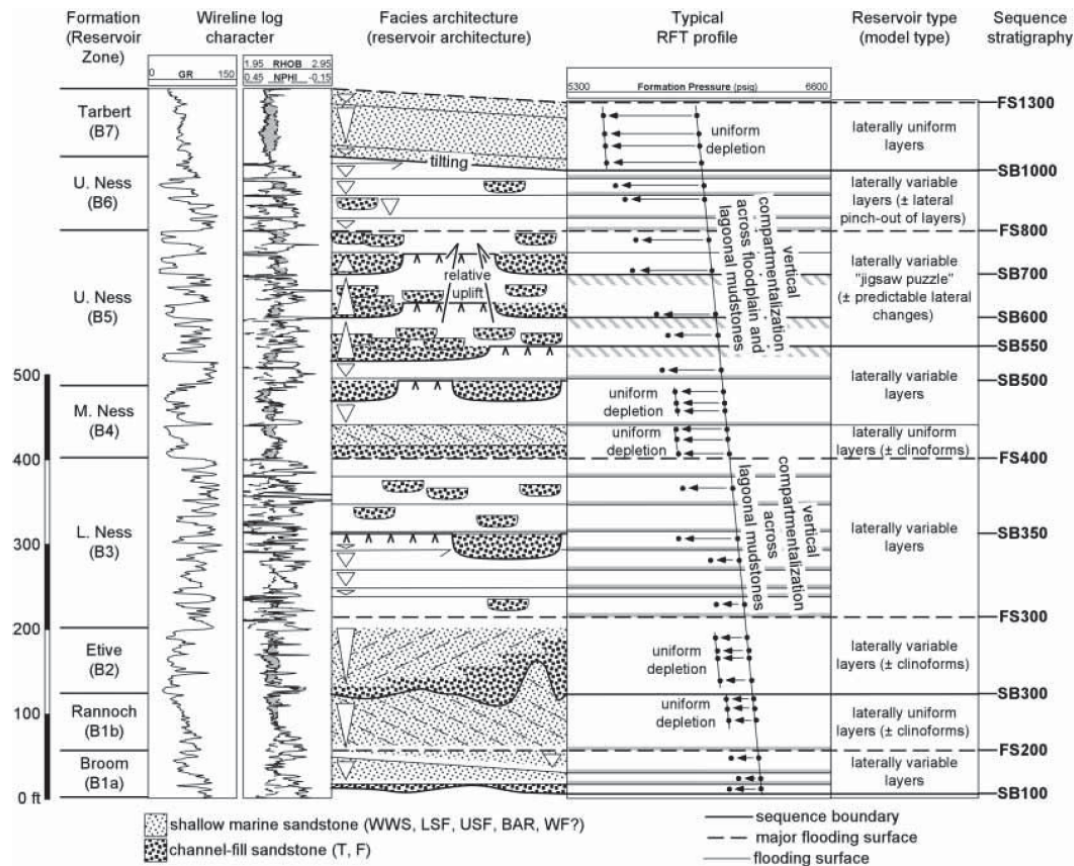 Formation
(Reservoir
Zone)
Wireline log
character
Facies architecture
(reservoir architecture)
Typical
RFT profile
Reservoir type
(model type)
Sequence
stratigraphy
0 GR 150
1.95 RHOB 2.95
0.45 NPHI -0.15
5300 Formation Pressure (psig) 6600
Tarbert
(B7)
U. Ness
(B6)
U. Ness
(B5)
M. Ness
(B4)
L. Ness
(B3)
Etive
(B2)
Rannoch
(B1b)
Broom
(B1a)
500
400
300
200
100
0 ft
tilting
relative
uplift
uniform
depletion
vertical
compartmentalization
across floodplain and
lagoonal mudstones
uniform
depletion
uniform
depletion
vertical
compartmentalization
across
lagoonal mudstones
uniform
depletion
uniform
depletion
laterally uniform
layers
laterally variable
layers (± lateral
pinch-out of layers)
laterally variable
"jigsaw puzzle"
(± predictable lateral
changes)
laterally variable
layers
laterally uniform
layers (± clinoforms)
laterally variable
layers
laterally variable
layers (± clinoforms)
laterally uniform
layers (± clinoforms)
laterally variable
layers
FS1300
SB1000
FS800
SB700
SB600
SB550
SB500
FS400
SB350
FS300
SB300
FS200
SB100
shallow marine sandstone (WWS, LSF, USF, BAR, WF?)
channel-fill sandstone (T, F)
sequence boundary
major flooding surface
flooding surface